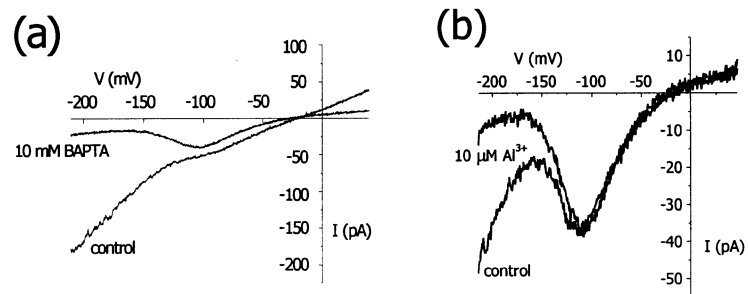 (a)
100
50
V (mV)
-200 -150 -100 -50
10 mM BAPTA
-50
-100
-150
-200
control
I (pA)
(b)
10
V (mV)
-200 -150 -100 -50 0
10 µM Al³⁺
-10
-20
-30
-40
-50
control
I (pA)